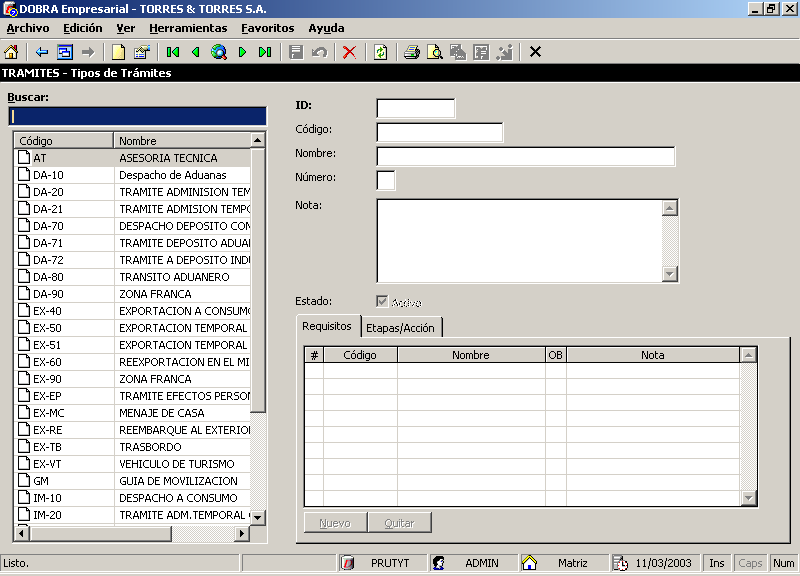 DOBRA Empresarial - TORRES & TORRES S.A.
Archivo Edición Ver Herramientas Favoritos Ayuda
TRAMITES - Tipos de Trámites
Buscar:
Código Nombre
AT ASESORIA TECNICA
DA-10 Despacho de Aduanas
DA-20 TRAMITE ADMINISION TEM
DA-21 TRAMITE ADMISION TEMPO
DA-70 DESPACHO DEPOSITO CON
DA-71 TRAMITE DEPOSITO ADUA
DA-72 TRAMITE A DEPOSITO INDU
DA-80 TRANSITO ADUANERO
DA-90 ZONA FRANCA
EX-40 EXPORTACION A CONSUMO
EX-50 EXPORTACION TEMPORAL
EX-51 EXPORTACION TEMPORAL
EX-60 REEXPORTACION EN EL MI
EX-90 ZONA FRANCA
EX-EP TRAMITE EFECTOS PERSON
EX-MC MENAJE DE CASA
EX-RE REEMBARQUE AL EXTERIO
EX-TB TRASBORDO
EX-VT VEHICULO DE TURISMO
GM GUIA DE MOVILIZACION
IM-10 DESPACHO A CONSUMO
IM-20 TRAMITE ADM.TEMPORAL
ID:
Código:
Nombre:
Número:
Nota:
Estado: Activo
Requisitos Etapas/Acción
# Código Nombre OB Nota
Nuevo Quitar
Listo. PRUTYT ADMIN Matriz 11/03/2003 Ins Caps Num